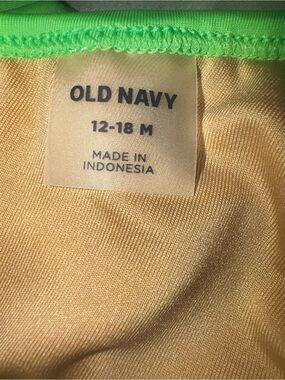 OLD NAVY
12-18 M
MADE IN
INDONESIA